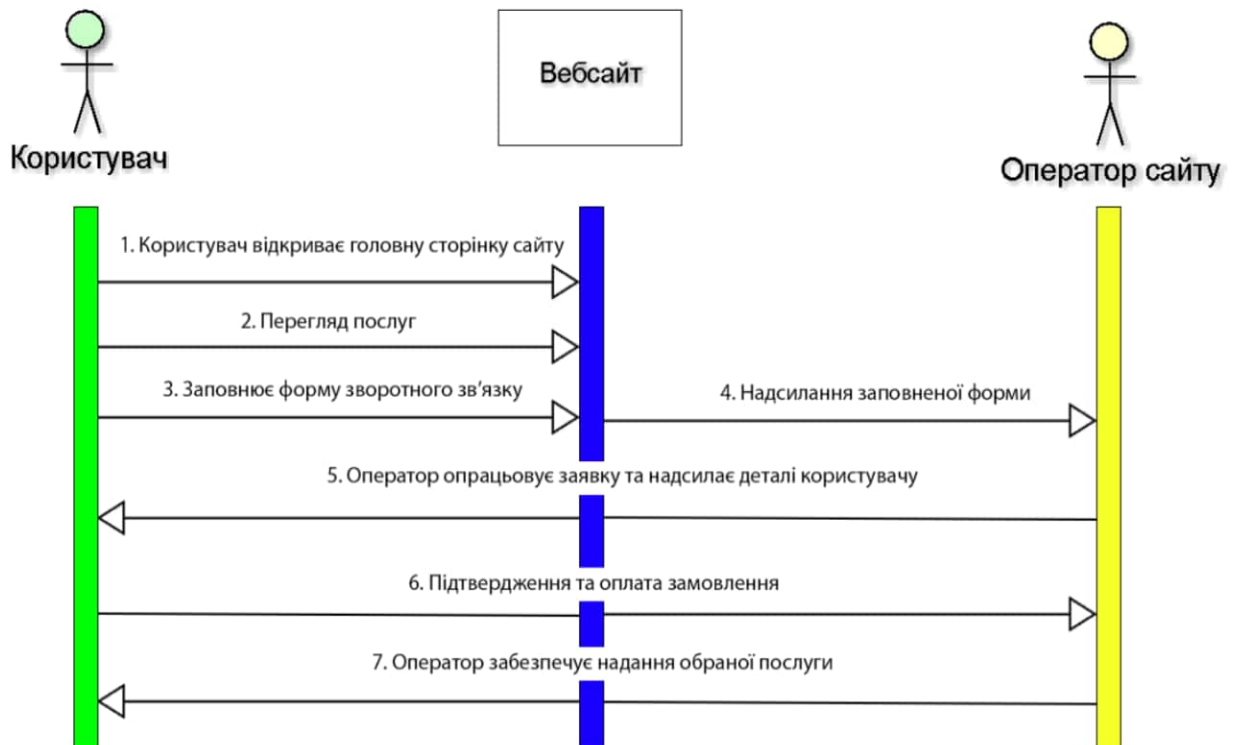 Користувач
Вебсайт
Оператор сайту
1. Користувач відкриває головну сторінку сайту
2. Перегляд послуг
3. Заповнює форму зворотного зв'язку
4. Надсилання заповненої форми
5. Оператор опрацьовує заявку та надсилає деталі користувачу
6. Підтвердження та оплата замовлення
7. Оператор забезпечує надання обраної послуги